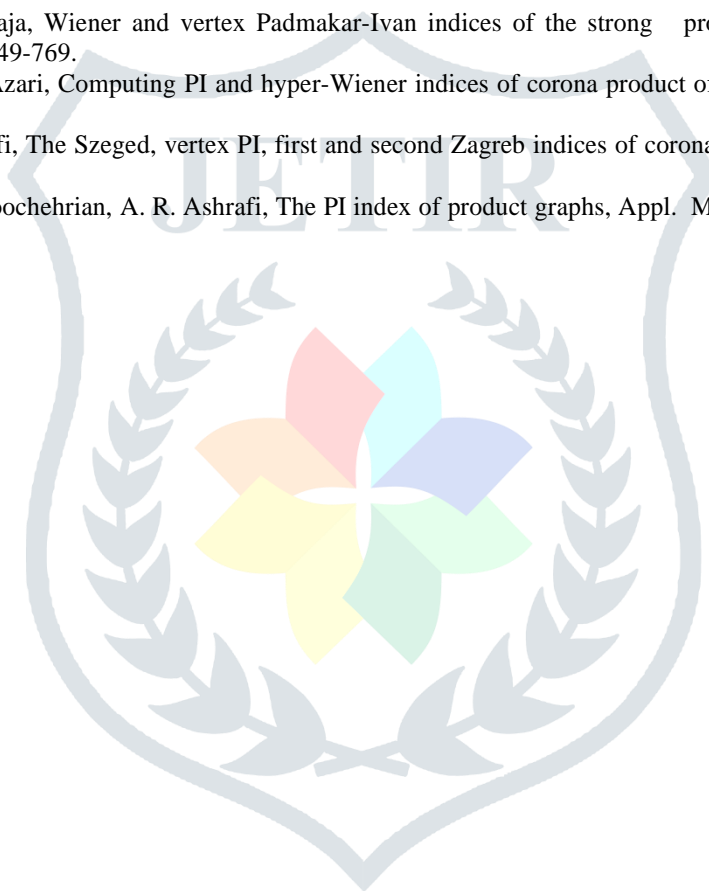 aja, Wiener and vertex Padmakar-Ivan indices of the strong pro
49-769.
Azari, Computing PI and hyper-Wiener indices of corona product of
fi, The Szeged, vertex PI, first and second Zagreb indices of corona
JETIR
oochehrian, A. R. Ashrafi, The PI index of product graphs, Appl. M